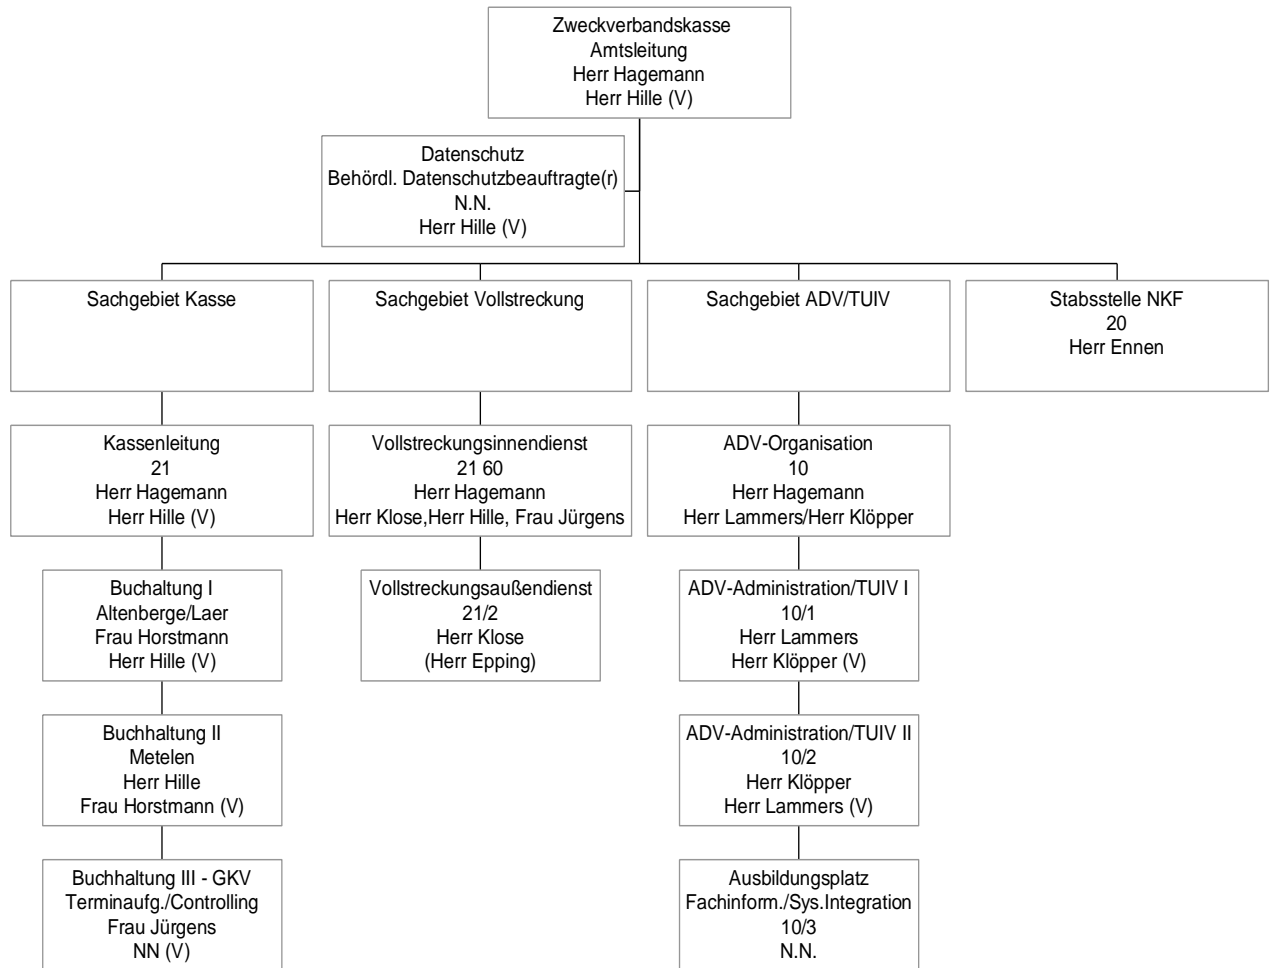 Zweckverbandskasse
Amtsleitung
Herr Hagemann
Herr Hille (V)
Datenschutz
Behördl. Datenschutzbeauftragte(r)
N.N.
Herr Hille (V)
Sachgebiet Kasse
Sachgebiet Vollstreckung
Sachgebiet ADV/TUIV
Stabsstelle NKF
20
Herr Ennen
Kassenleitung
21
Herr Hagemann
Herr Hille (V)
Vollstreckungsinnendienst
21 60
Herr Hagemann
Herr Klose,Herr Hille, Frau Jürgens
ADV-Organisation
10
Herr Hagemann
Herr Lammers/Herr Klöpper
Buchaltung I
Altenberge/Laer
Frau Horstmann
Herr Hille (V)
Vollstreckungsaußendienst
21/2
Herr Klose
(Herr Epping)
ADV-Administration/TUIV I
10/1
Herr Lammers
Herr Klöpper (V)
Buchhaltung II
Metelen
Herr Hille
Frau Horstmann (V)
ADV-Administration/TUIV II
10/2
Herr Klöpper
Herr Lammers (V)
Buchhaltung III - GKV
Terminaufg./Controlling
Frau Jürgens
NN (V)
Ausbildungsplatz
Fachinform./Sys.Integration
10/3
N.N.